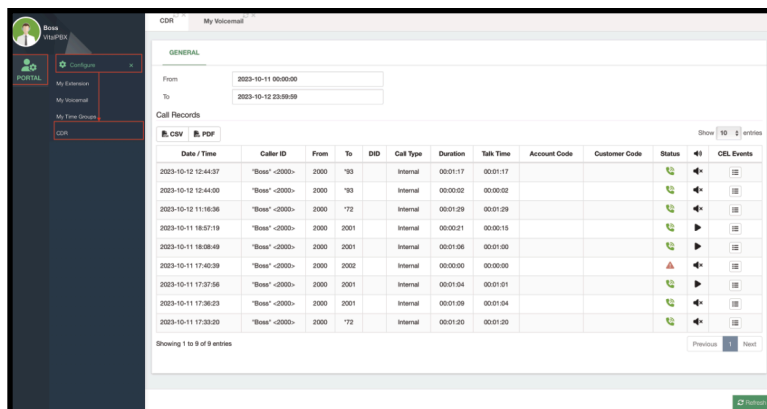 Boss
VitalPBX
PORTAL
Configure
My Extension
My Voicemail
My Time Groups
CDR
CDR My Voicemail
GENERAL
From 2023-10-11 00:00:00
To 2023-10-12 23:59:59
Call Records
CSV PDF Show 10 entries
Date / Time Caller ID From To DID Call Type Duration Talk Time Account Code Customer Code Status CEL Events
2023-10-12 12:44:37 "Boss" <2000> 2000 *93 Internal 00:01:17 00:01:17
2023-10-12 12:44:00 "Boss" <2000> 2000 *93 Internal 00:00:02 00:00:02
2023-10-12 11:16:36 "Boss" <2000> 2000 *72 Internal 00:01:29 00:01:29
2023-10-11 18:57:19 "Boss" <2000> 2000 2001 Internal 00:00:21 00:00:15
2023-10-11 18:08:49 "Boss" <2000> 2000 2001 Internal 00:01:06 00:01:00
2023-10-11 17:40:39 "Boss" <2000> 2000 2002 Internal 00:00:00 00:00:00
2023-10-11 17:37:56 "Boss" <2000> 2000 2001 Internal 00:01:04 00:01:01
2023-10-11 17:36:23 "Boss" <2000> 2000 2001 Internal 00:01:09 00:01:04
2023-10-11 17:33:20 "Boss" <2000> 2000 *72 Internal 00:01:20 00:01:20
Showing 1 to 9 of 9 entries Previous 1 Next
Refresh